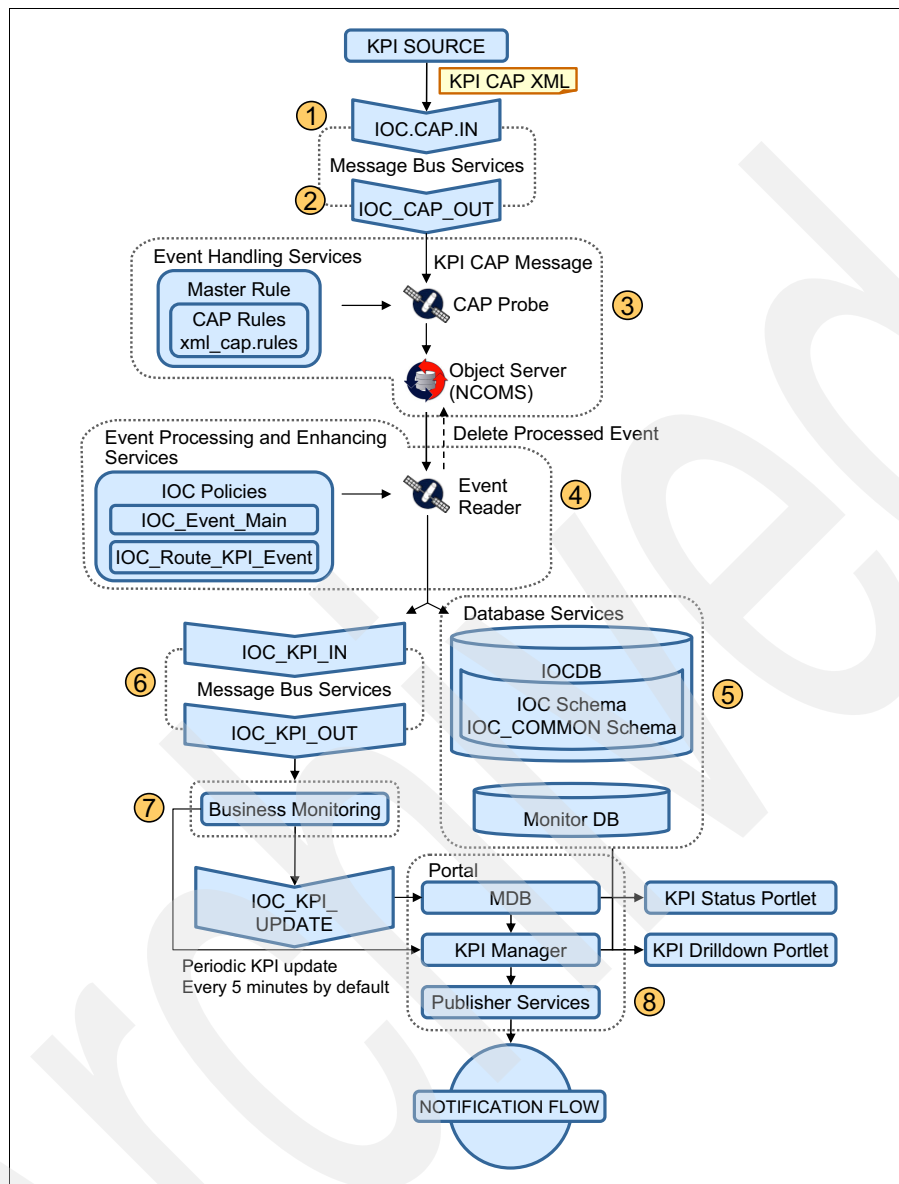 KPI SOURCE
KPI CAP XML
1
IOC.CAP.IN
Message Bus Services
2
IOC_CAP_OUT
Event Handling Services
KPI CAP Message
Master Rule
CAP Rules
xml_cap.rules
CAP Probe
3
Object Server
(NCOMS)
Delete Processed Event
Event Processing and Enhancing
Services
IOC Policies
IOC_Event_Main
IOC_Route_KPI_Event
Event
Reader
4
Database Services
IOCDB
IOC Schema
IOC_COMMON Schema
5
Monitor DB
IOC_KPI_IN
6
Message Bus Services
IOC_KPI_OUT
7
Business Monitoring
IOC_KPI_
UPDATE
Portal
MDB
KPI Status Portlet
KPI Manager
KPI Drilldown Portlet
Periodic KPI update
Every 5 minutes by default
Publisher Services
8
NOTIFICATION FLOW
Archived